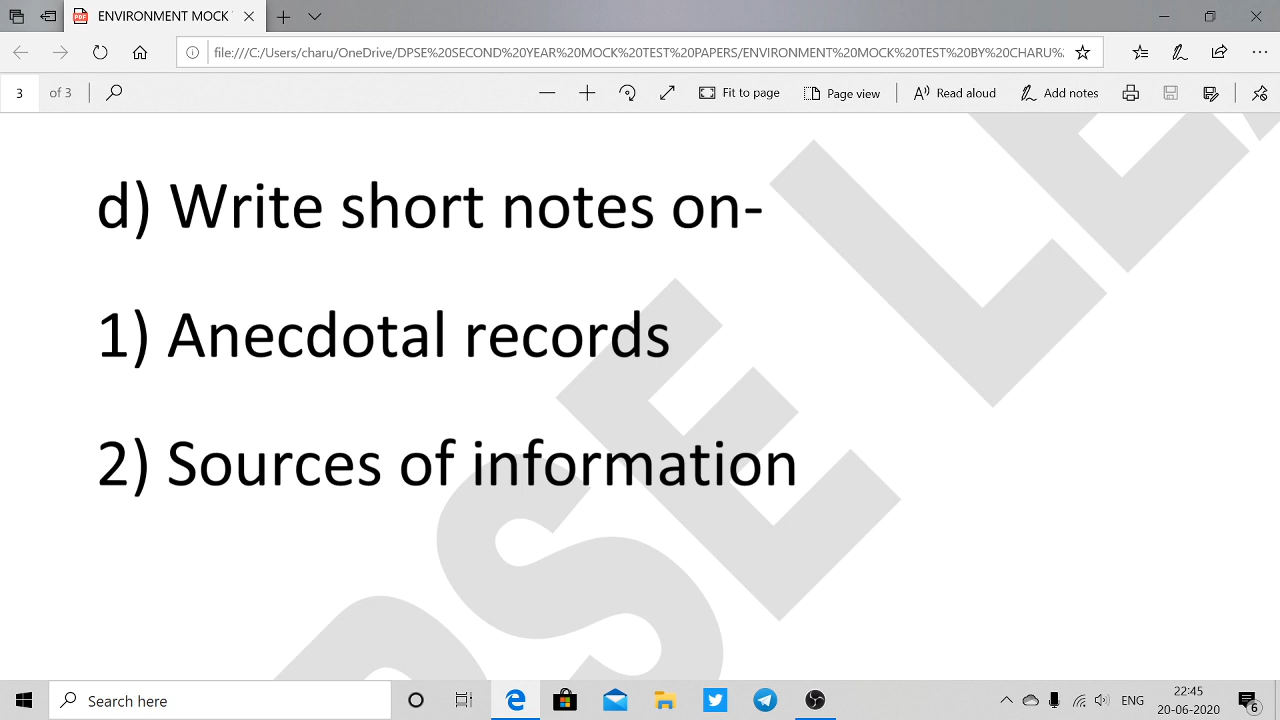 ENVIRONMENT MOCK
file:///C:/Users/charu/OneDrive/DPSE%20SECOND%20YEAR%20MOCK%20TEST%20PAPERS/ENVIRONMENT%20MOCK%20TEST%20BY%20CHARU%.
3 of 3 Fit to page Page view Read aloud Add notes
d) Write short notes on-
1) Anecdotal records
2) Sources of information
Search here
ENG
22:45
20-06-2020
6